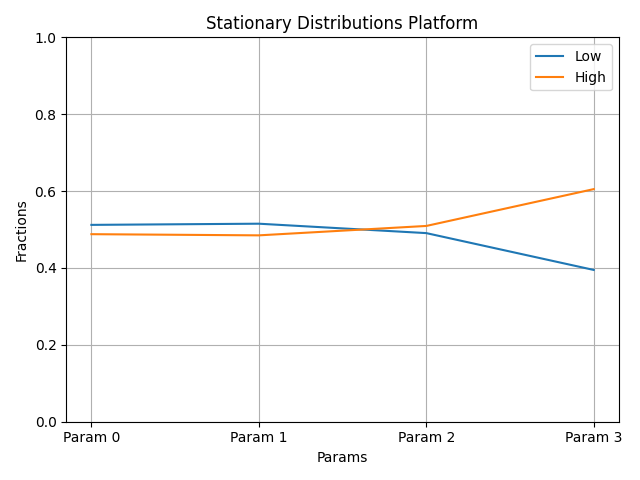 Stationary Distributions Platform
1.0
0.8
0.6
0.4
0.2
0.0
Fractions
Low
High
Param 0
Param 1
Param 2
Param 3
Params